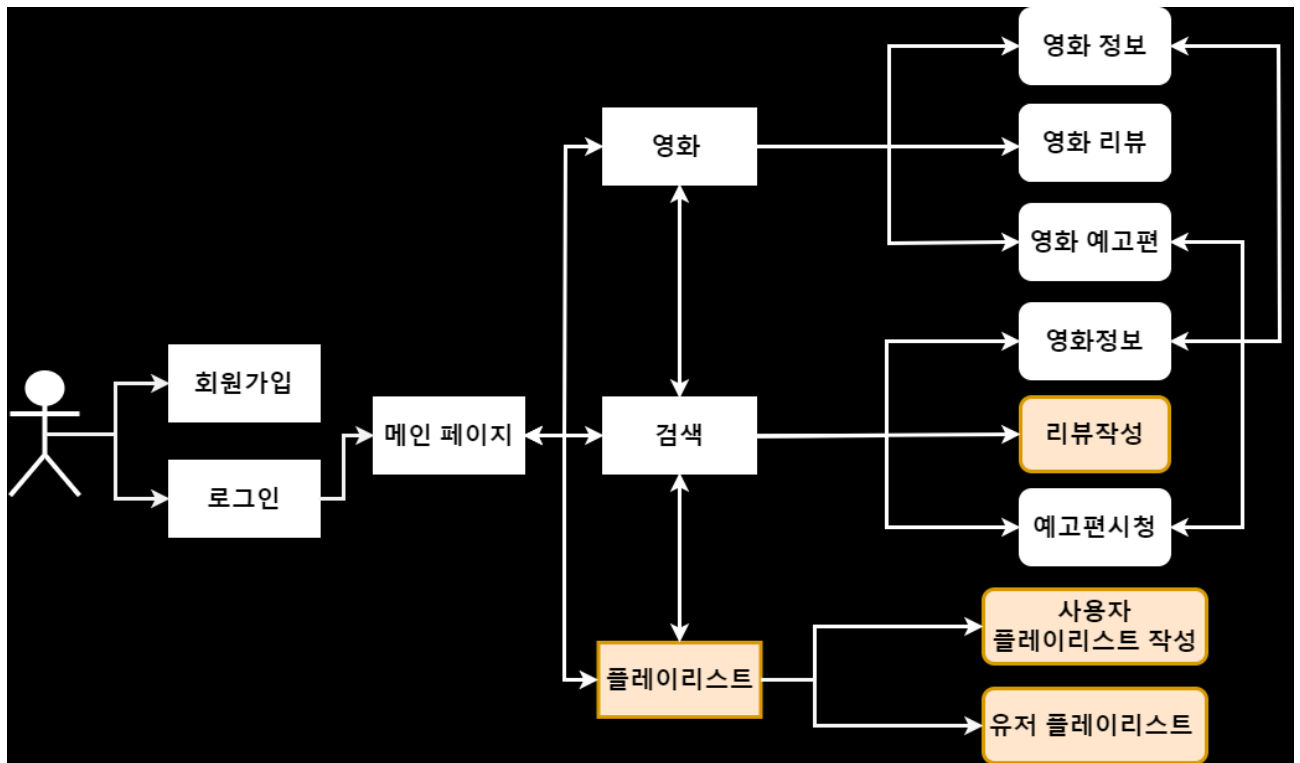 회원가입
로그인
메인 페이지
영화
검색
플레이리스트
영화 정보
영화 리뷰
영화 예고편
영화정보
리뷰작성
예고편시청
사용자
플레이리스트 작성
유저 플레이리스트